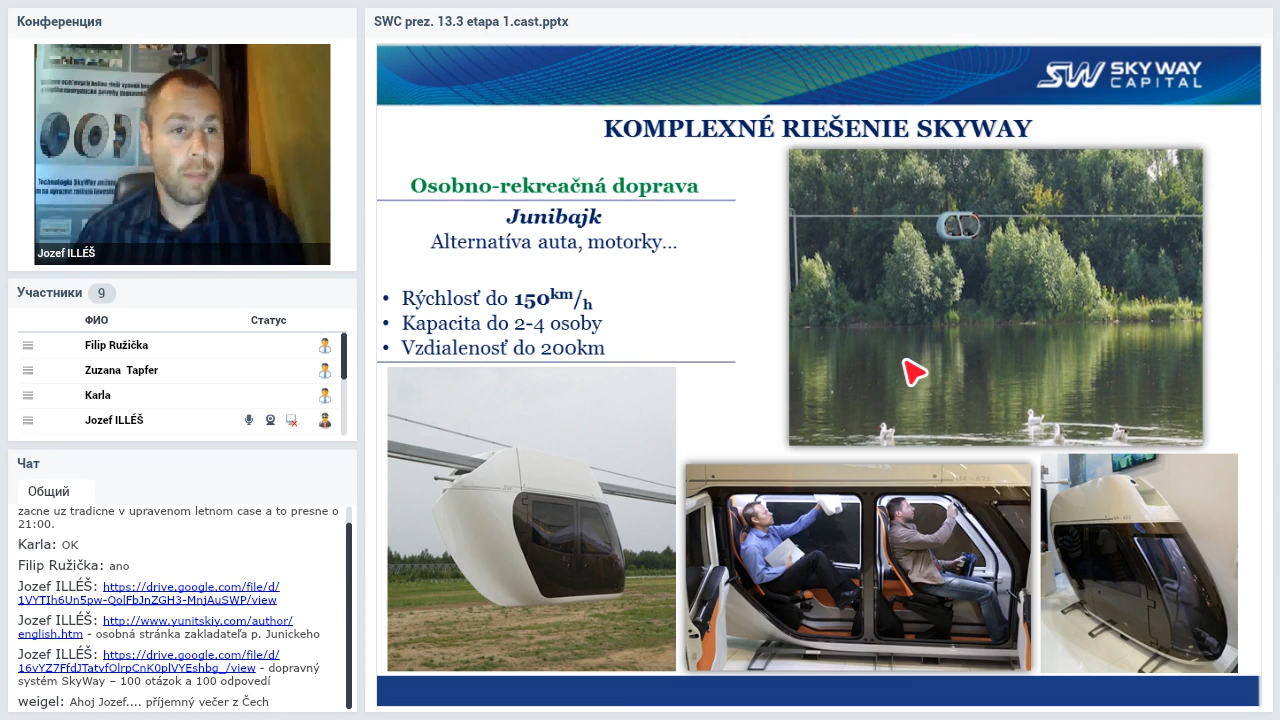 Конференция
Jozef ILLÉŠ
Участники 9
ФИО Статус
Filip Ružička
Zuzana Tapfer
Karla
Jozef ILLÉŠ
Чат
Общий
zacne uz tradicne v upravenom letnom case a to presne o
21:00.
Karla: OK
Filip Ružička: ano
Jozef ILLÉŠ: https://drive.google.com/file/d/
1VYTIh6Un5pw-QolFbJnZGH3-MnjAuSWP/view
Jozef ILLÉŠ: http://www.yunitskiy.com/author/
english.htm - osobná stránka zakladateľa p. Junickeho
Jozef ILLÉŠ: https://drive.google.com/file/d/
16vYZ7FfdJTatvfOlrpCnK0plVYEshbg_/view - dopravný
systém SkyWay – 100 otázok a 100 odpovedí
weigel: Ahoj Jozef.... příjemný večer z Čech
SWC prez. 13.3 etapa 1.cast.pptx
SW SKY WAY
CAPITAL
KOMPLEXNÉ RIEŠENIE SKYWAY
Osobno-rekreačná doprava
Junibajk
Alternatíva auta, motorky...
• Rýchlosť do 150km/h
• Kapacita do 2-4 osoby
• Vzdialenosť do 200km